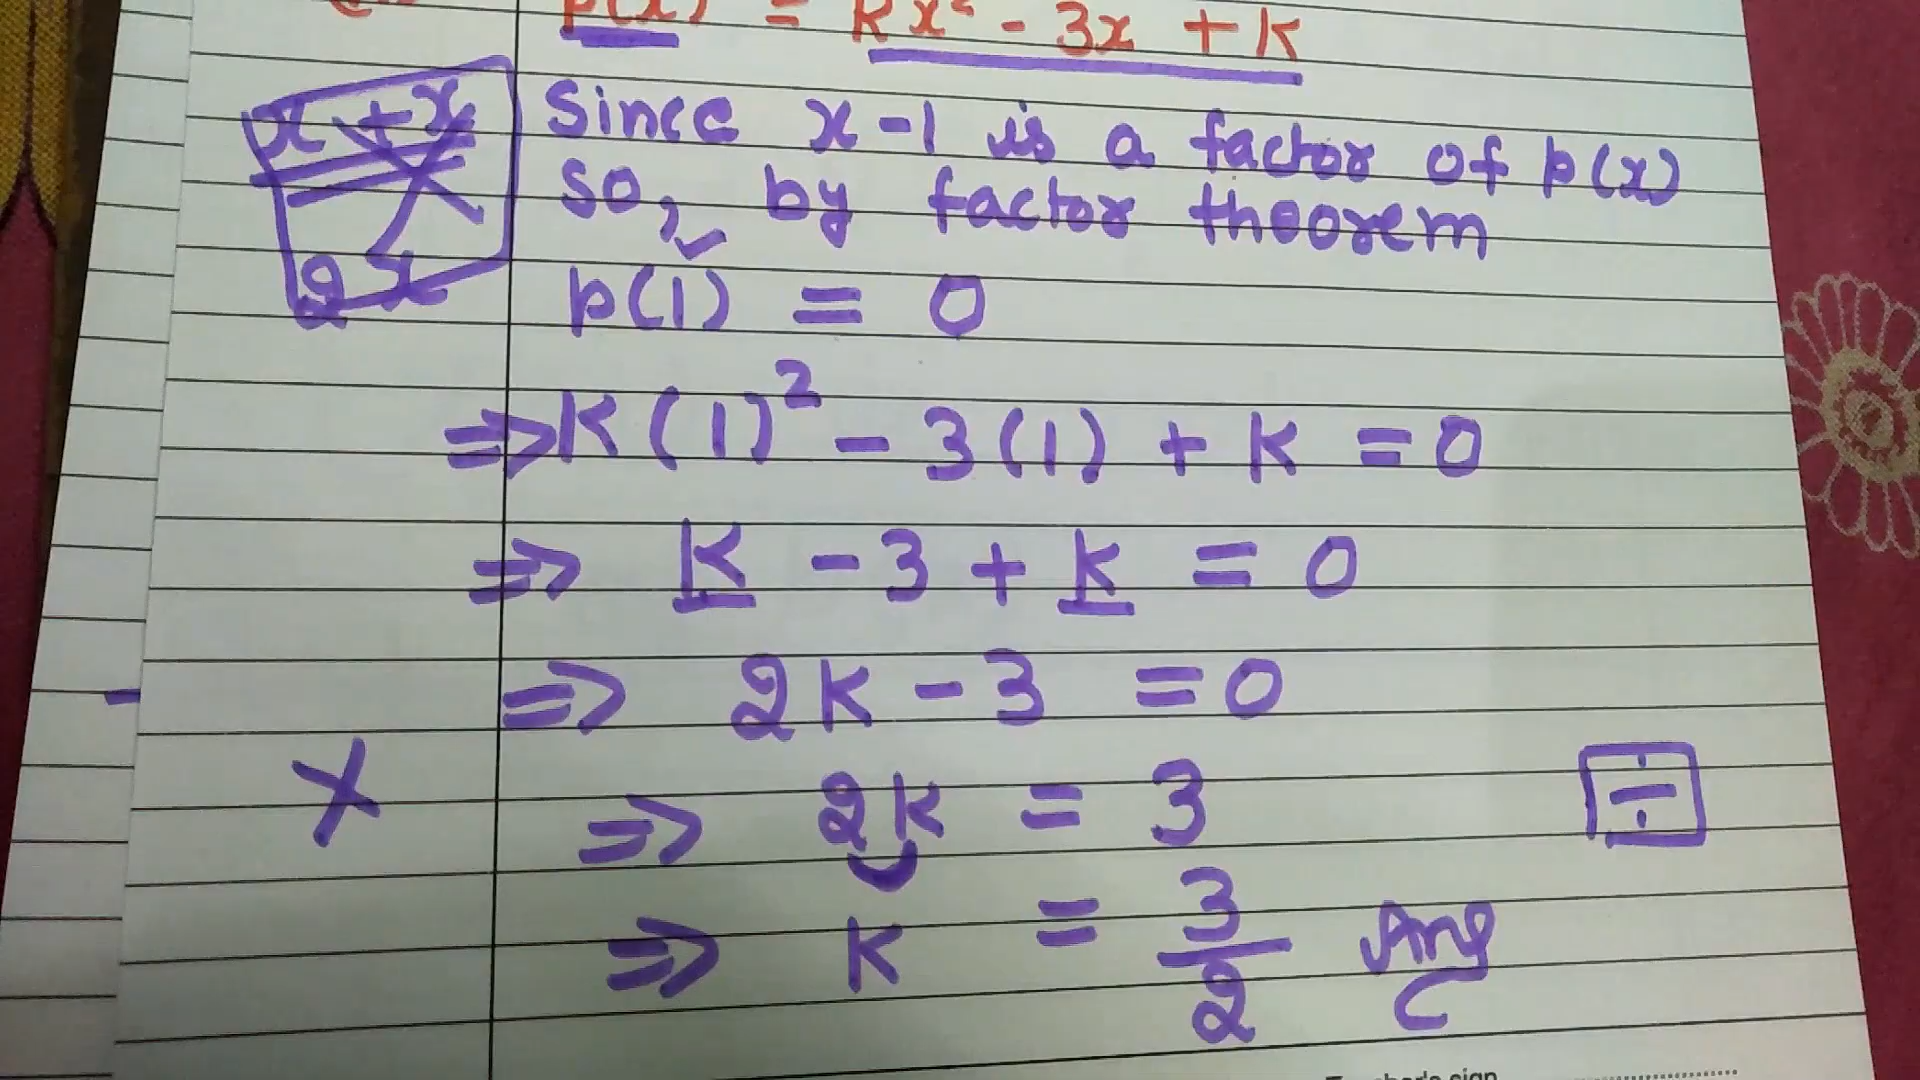 p(x) = kx² - 3x + k
x + x
2x
Since x-1 is a factor of p(x)
so, by factor theorem
p(1) = 0
⇒ k(1)² - 3(1) + k = 0
⇒ k - 3 + k = 0
⇒ 2k - 3 = 0
× ⇒ 2k = 3 ÷
⇒ k = 3/2 Ans